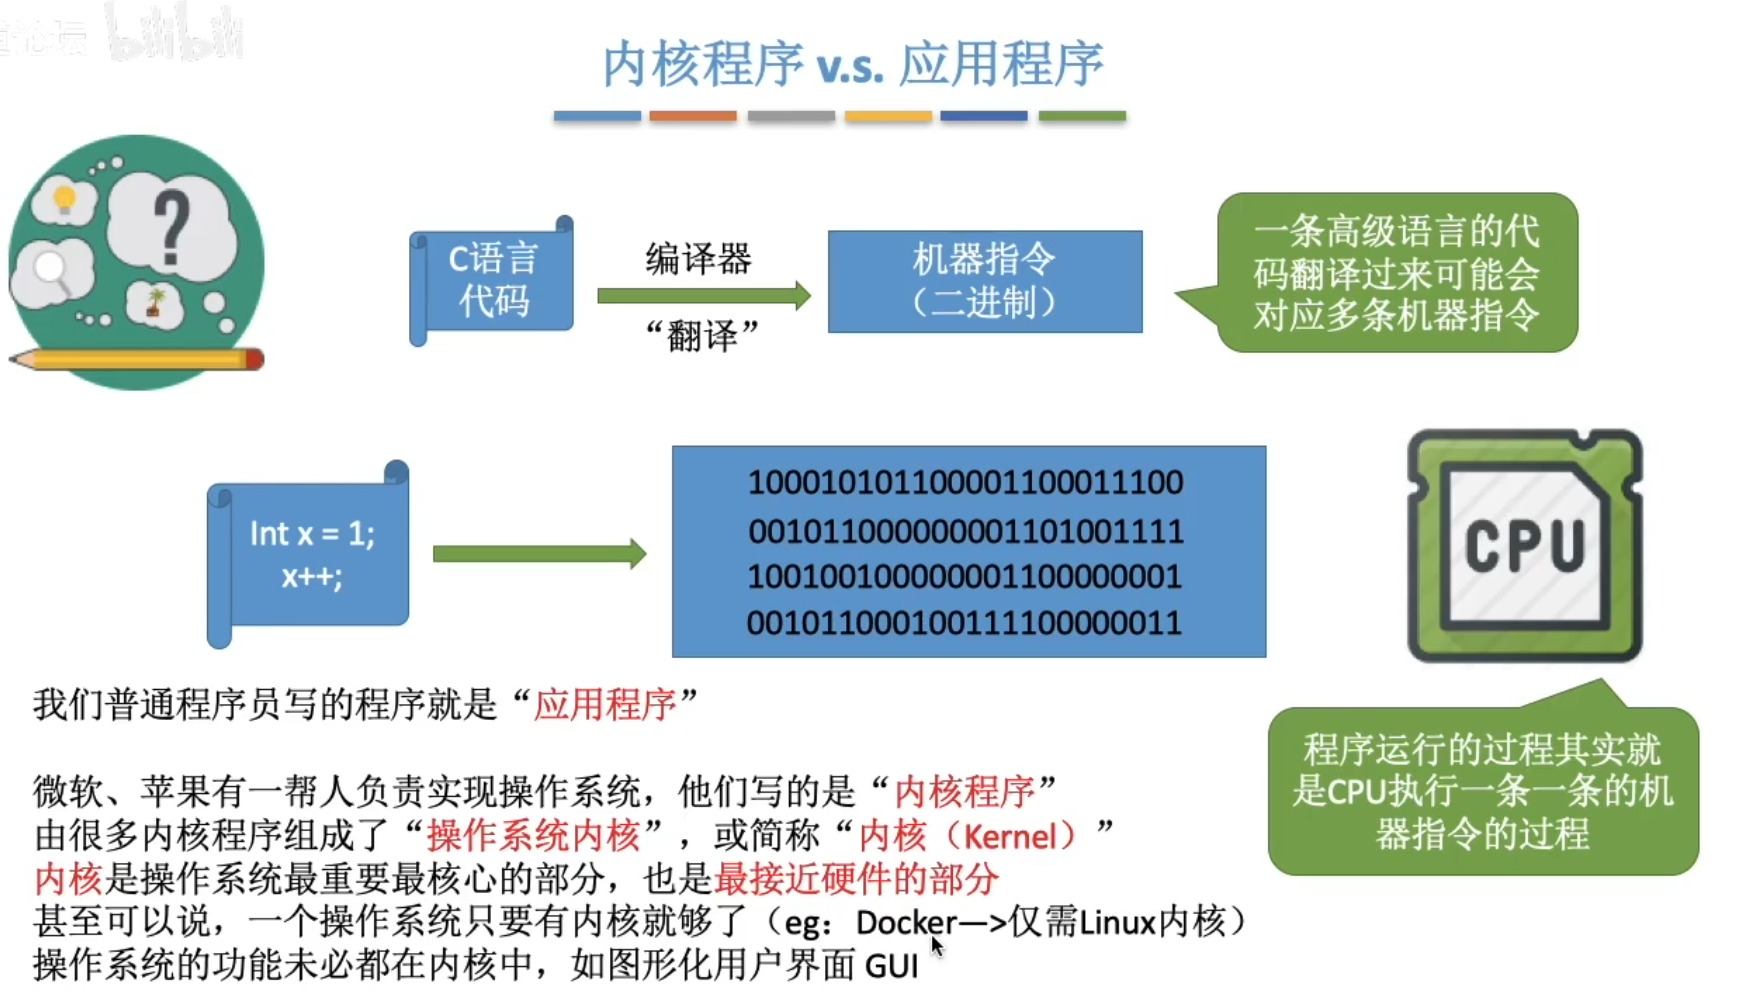 论坛 bilibili
内核程序 v.s. 应用程序
C语言
代码
编译器
“翻译”
机器指令
（二进制）
一条高级语言的代
码翻译过来可能会
对应多条机器指令
Int x = 1;
x++;
100010101100001100011100
001011000000001101001111
100100100000001100000001
001011000100111100000011
CPU
程序运行的过程其实就
是CPU执行一条一条的机
器指令的过程
我们普通程序员写的程序就是“应用程序”
微软、苹果有一帮人负责实现操作系统，他们写的是“内核程序”
由很多内核程序组成了“操作系统内核”，或简称“内核（Kernel）”
内核是操作系统最重要最核心的部分，也是最接近硬件的部分
甚至可以说，一个操作系统只要有内核就够了（eg：Docker—>仅需Linux内核）
操作系统的功能未必都在内核中，如图形化用户界面 GUI